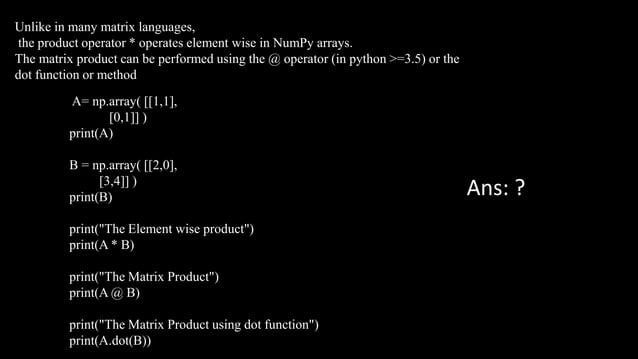 Unlike in many matrix languages,
the product operator * operates element wise in NumPy arrays.
The matrix product can be performed using the @ operator (in python >=3.5) or the
dot function or method
A= np.array( [[1,1],
[0,1]] )
print(A)
B = np.array( [[2,0],
[3,4]] )
print(B)
Ans: ?
print("The Element wise product")
print(A * B)
print("The Matrix Product")
print(A @ B)
print("The Matrix Product using dot function")
print(A.dot(B))